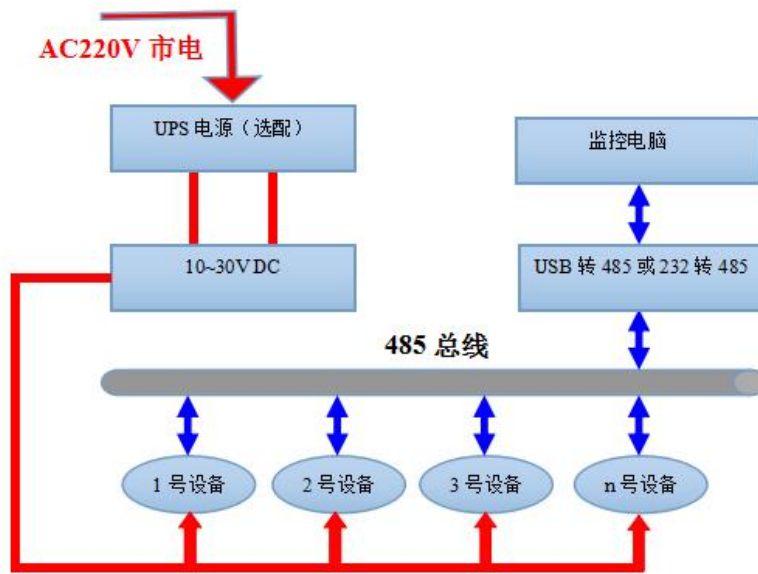 AC220V 市电
UPS 电源（选配）
监控电脑
10~30V DC
USB 转 485 或 232 转 485
485 总线
1 号设备
2 号设备
3 号设备
n 号设备